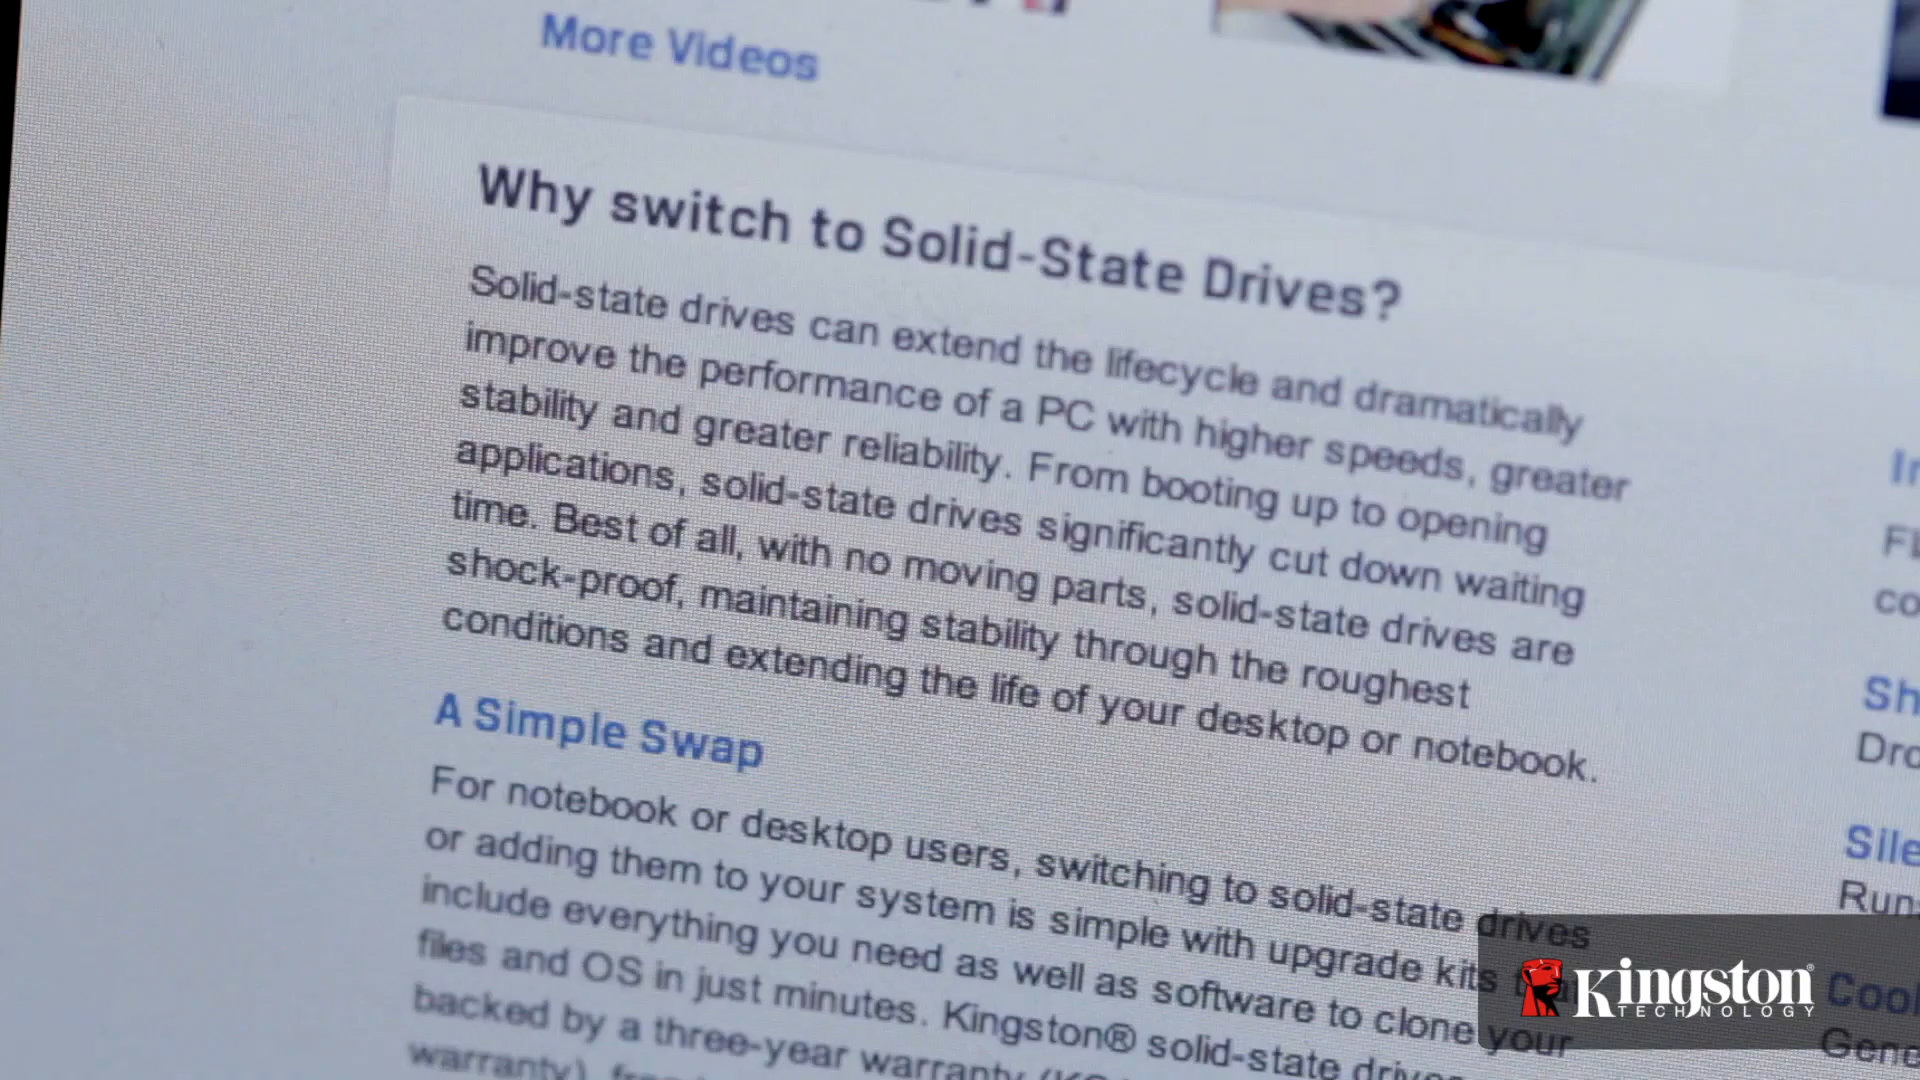 More Videos
Why switch to Solid-State Drives?
Solid-state drives can extend the lifecycle and dramatically
improve the performance of a PC with higher speeds, greater
stability and greater reliability. From booting up to opening
applications, solid-state drives significantly cut down waiting
time. Best of all, with no moving parts, solid-state drives are
shock-proof, maintaining stability through the roughest
conditions and extending the life of your desktop or notebook.
A Simple Swap
For notebook or desktop users, switching to solid-state drives
or adding them to your system is simple with upgrade kits
include everything you need as well as software to clone your
files and OS in just minutes. Kingston® solid-state drives
backed by a three-year warranty
warranty)
Kingston®
TECHNOLOGY